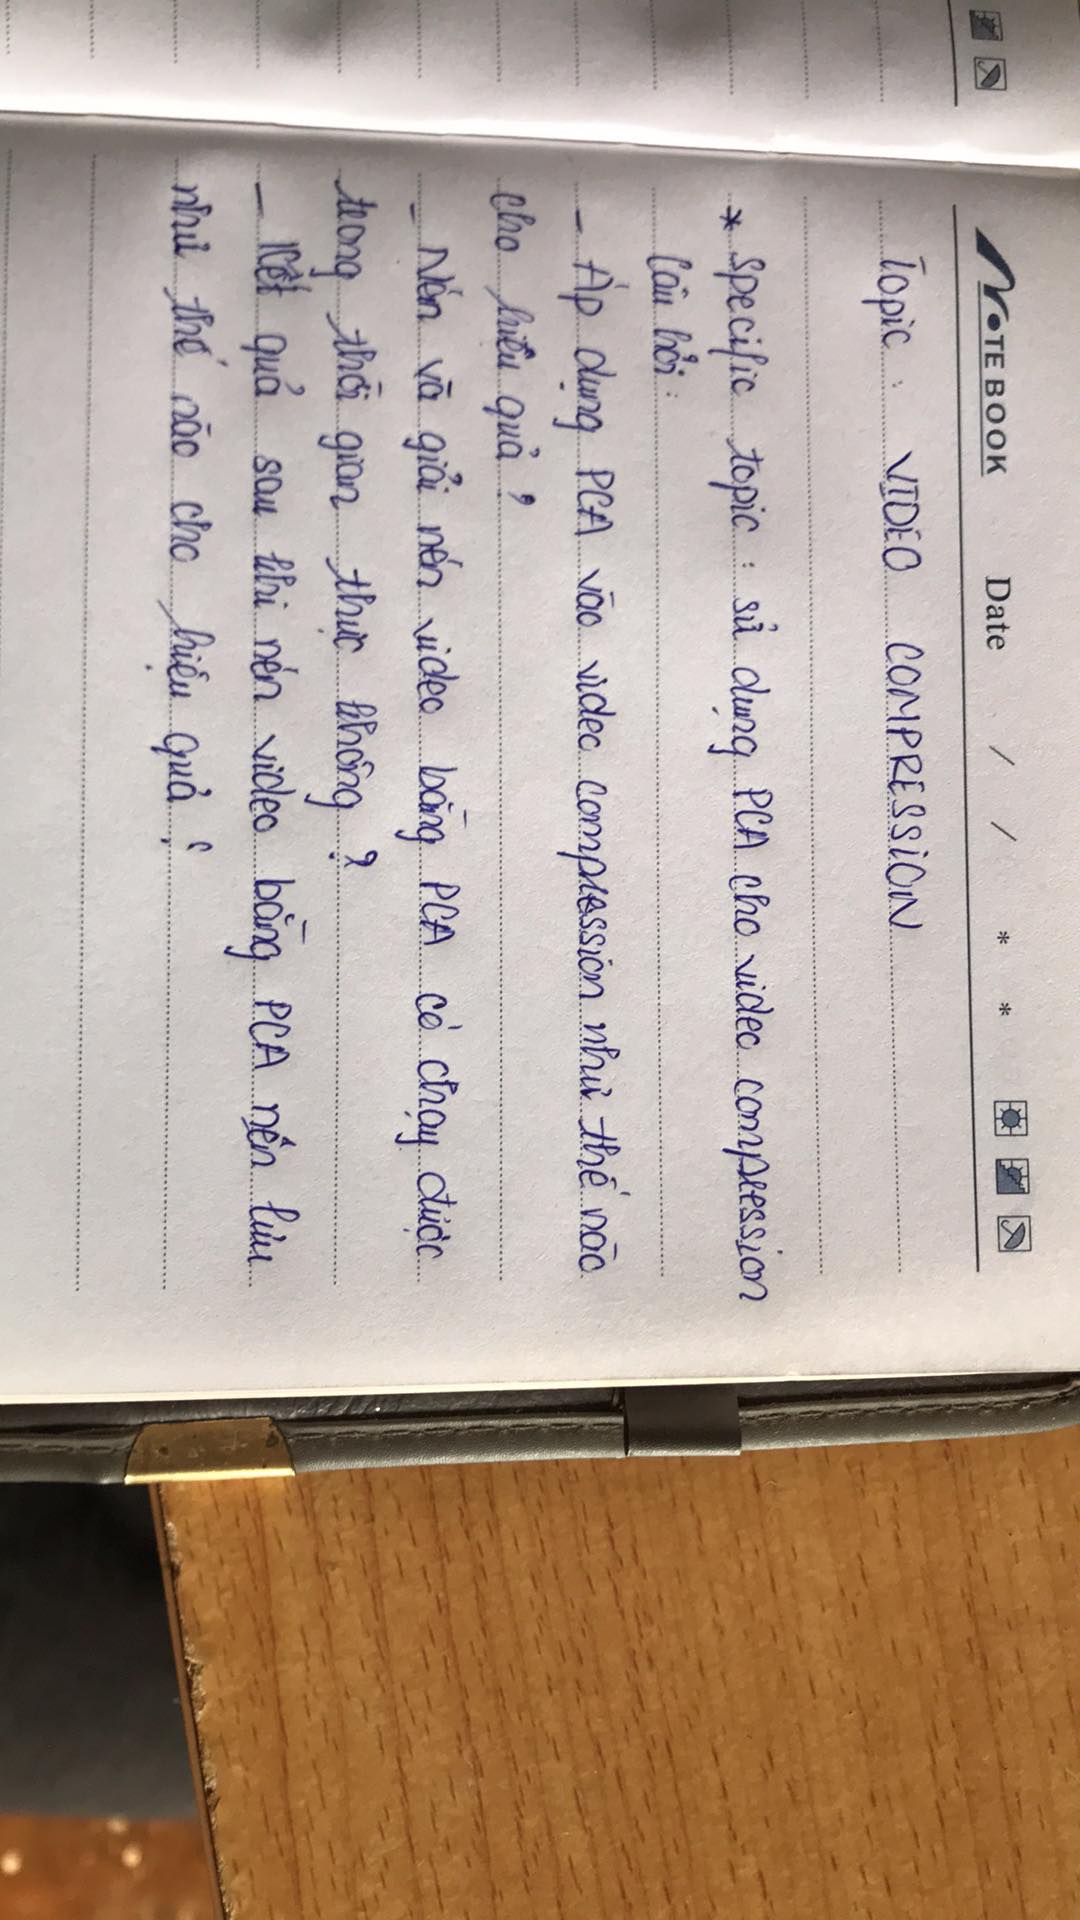 NOTE BOOK Date / / * *
Topic : VIDEO COMPRESSION
* Specific topic : sử dụng PCA cho video compression
Câu hỏi :
- Áp dụng PCA vào video compression như thế nào
cho hiệu quả ?
- Nén và giải nén video bằng PCA có chạy được
trong thời gian thực không ?
- Kết quả sau khi nén video bằng PCA nên lưu
như thế nào cho hiệu quả ?